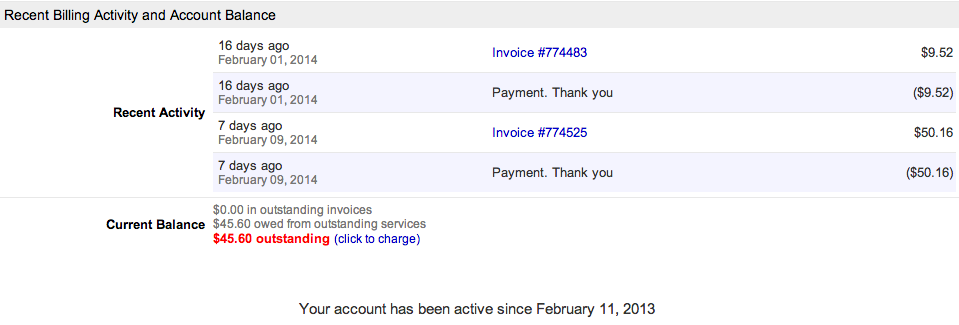 Recent Billing Activity and Account Balance
16 days ago
February 01, 2014
Invoice #774483
$9.52
16 days ago
February 01, 2014
Payment. Thank you
($9.52)
Recent Activity
7 days ago
February 09, 2014
Invoice #774525
$50.16
7 days ago
February 09, 2014
Payment. Thank you
($50.16)
Current Balance
$0.00 in outstanding invoices
$45.60 owed from outstanding services
$45.60 outstanding (click to charge)
Your account has been active since February 11, 2013